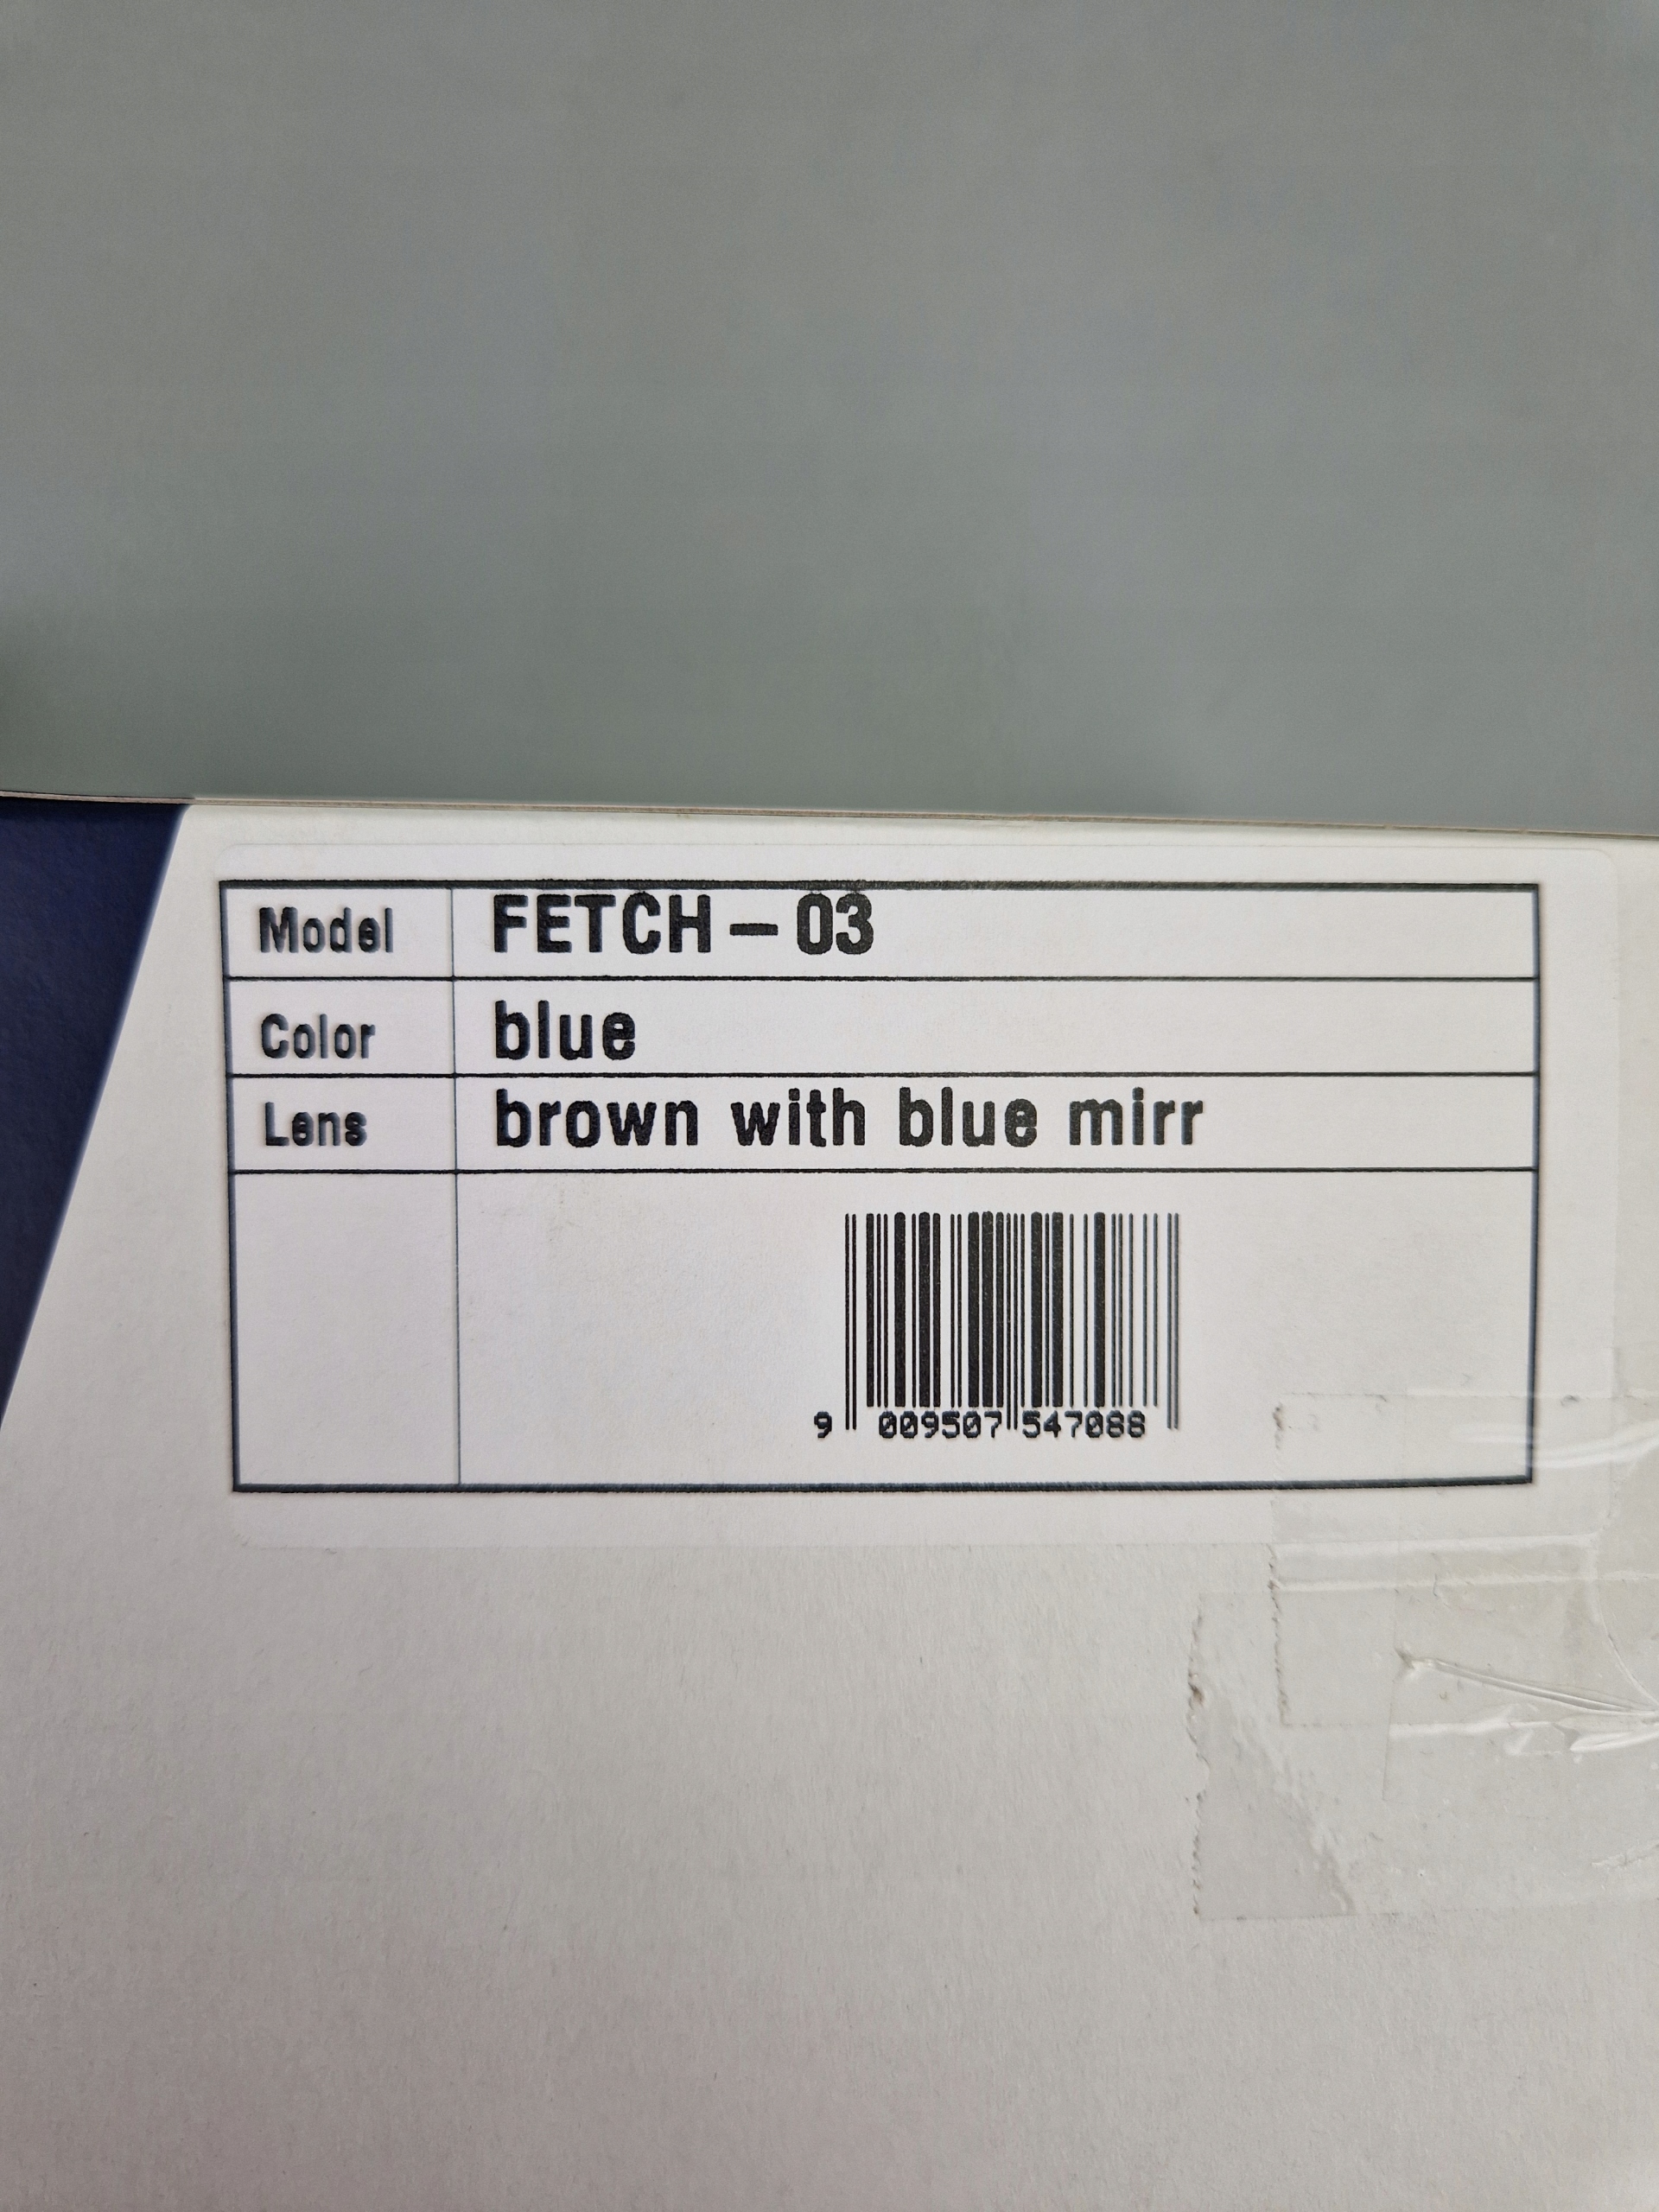 Model FETCH – 03
Color blue
Lens brown with blue mirr
9 009507 547088